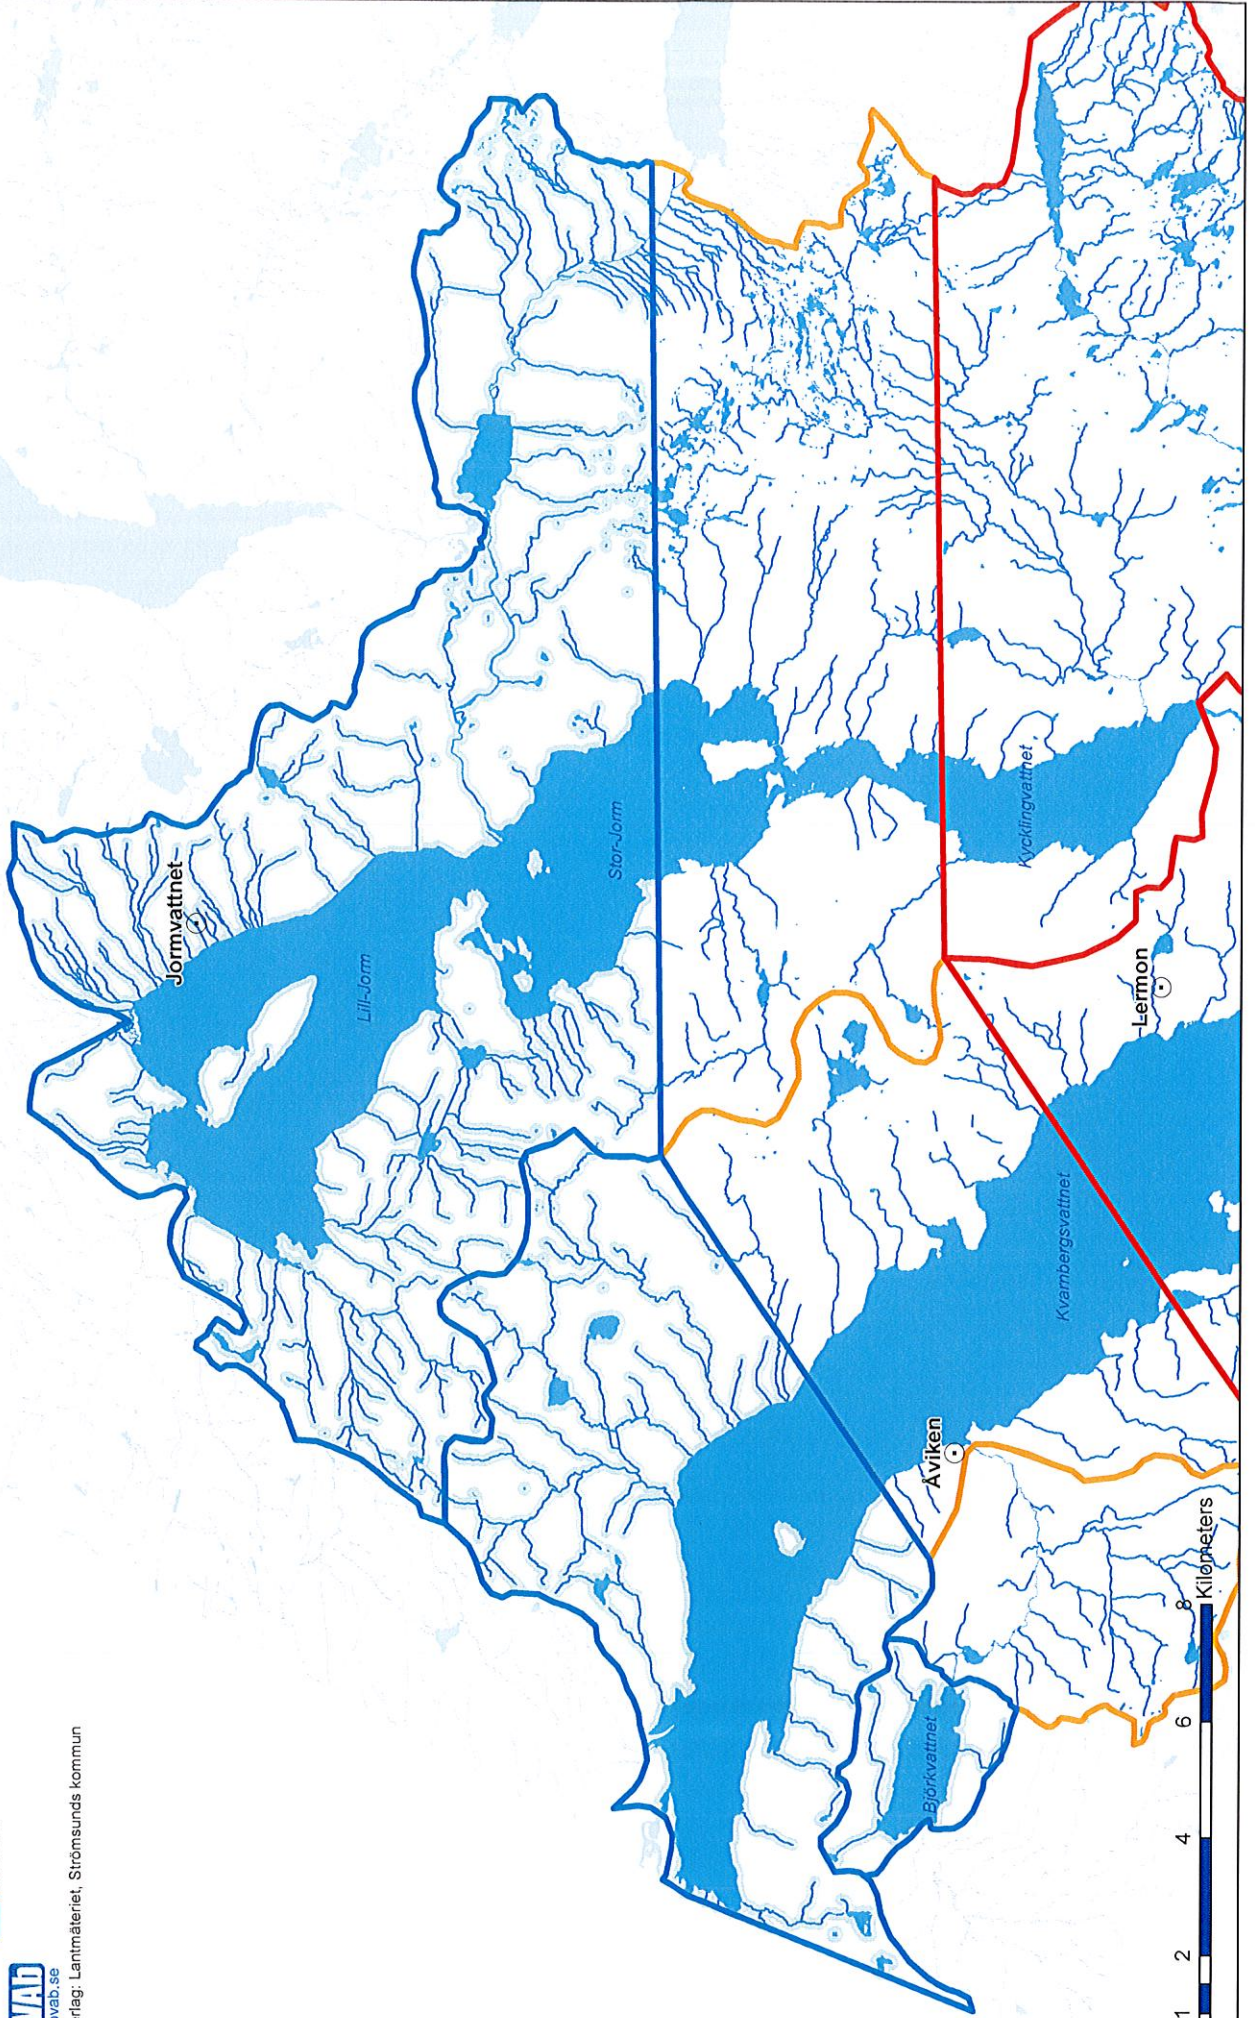 Jormvattnet
Lill-Jorm
Stor-Jorm
Kycklingvattnet
Lermon
Kvarnbergsvattnet
Åviken
Björkvattnet
1 2 4 6 8 Kilometers
vab.se
rlag: Lantmäteriet, Strömsunds kommun